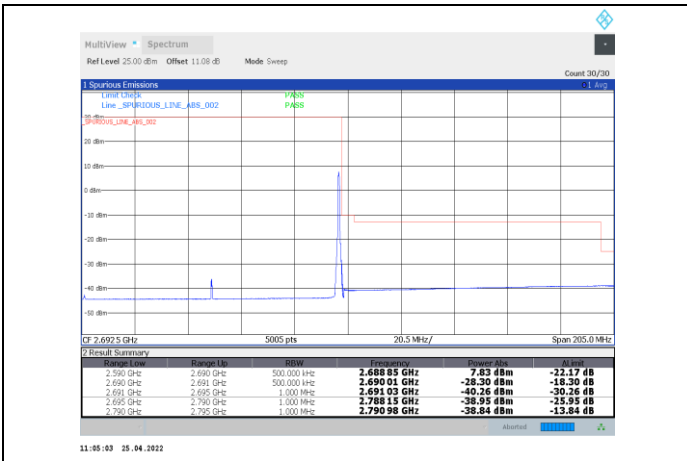 MultiView Spectrum
Ref Level 25.00 dBm Offset 11.08 dB Mode Sweep
Count 30/30
1 Spurious Emissions 1 Avg
Limit Check PASS
Line _SPURIOUS_LINE_ABS_002 PASS
30 dBm
_SPURIOUS_LINE_ABS_002
20 dBm
10 dBm
0 dBm
-10 dBm
-20 dBm
-30 dBm
-40 dBm
-50 dBm
CF 2.6925 GHz 5005 pts 20.5 MHz/ Span 205.0 MHz
2 Result Summary
Range Low Range Up RBW Frequency Power Abs ΔLimit
2.590 GHz 2.690 GHz 500.000 kHz 2.688 85 GHz 7.83 dBm -22.17 dB
2.690 GHz 2.691 GHz 500.000 kHz 2.690 01 GHz -28.30 dBm -18.30 dB
2.691 GHz 2.695 GHz 1.000 MHz 2.691 03 GHz -40.26 dBm -30.26 dB
2.695 GHz 2.790 GHz 1.000 MHz 2.788 15 GHz -38.95 dBm -25.95 dB
2.790 GHz 2.795 GHz 1.000 MHz 2.790 98 GHz -38.84 dBm -13.84 dB
Aborted
11:05:03 25.04.2022